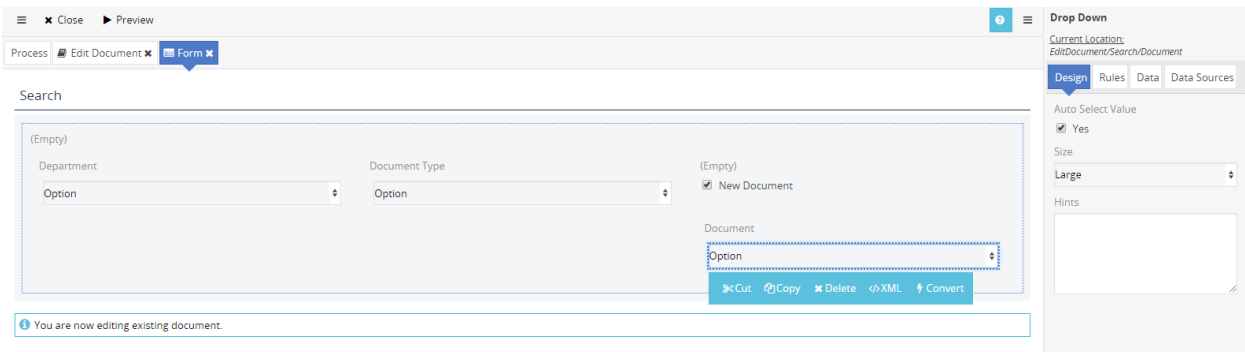 Close Preview
Process Edit Document Form
Search
(Empty)
Department Document Type (Empty)
Option Option New Document
Document
Option
Cut Copy Delete XML Convert
You are now editing existing document.
Drop Down
Current Location:
EditDocument/Search/Document
Design Rules Data Data Sources
Auto Select Value
Yes
Size
Large
Hints